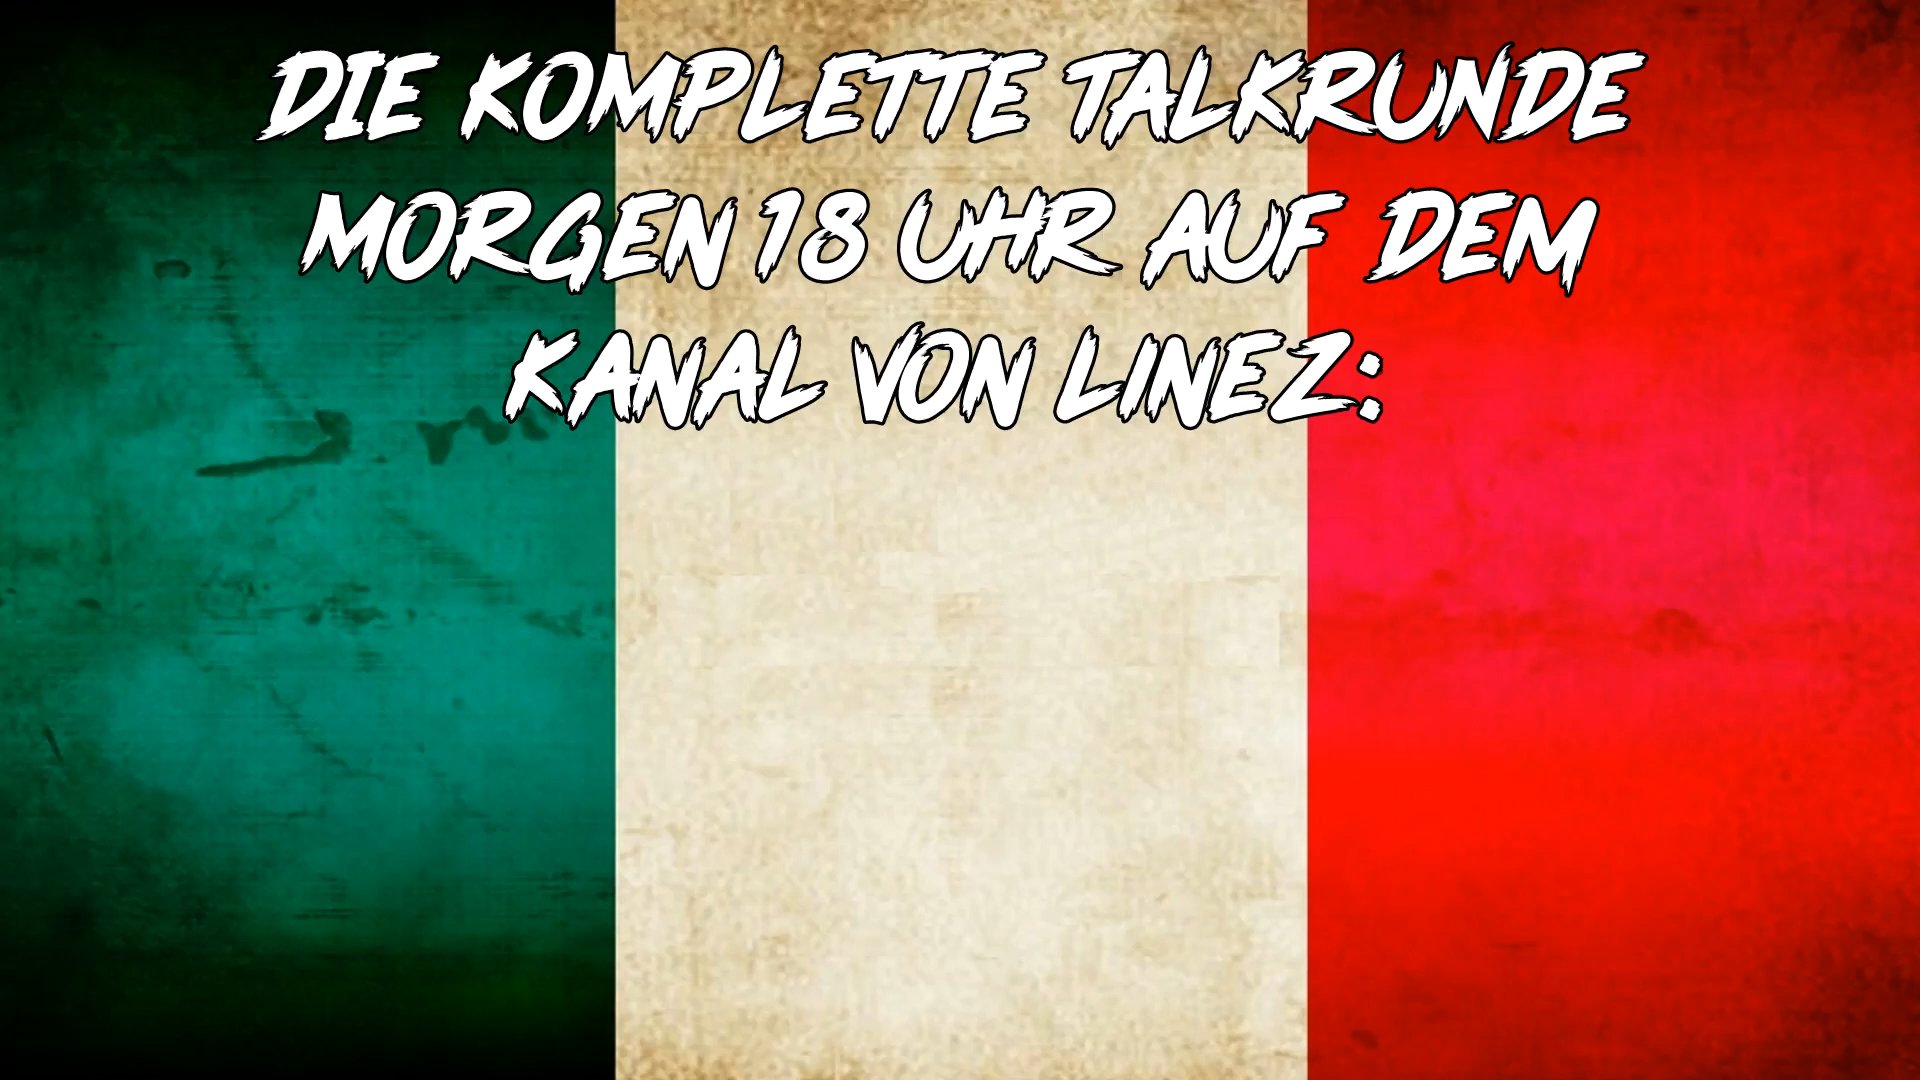 DIE KOMPLETTE TALKRUNDE
MORGEN 18 UHR AUF DEM
KANAL VON LINEZ: